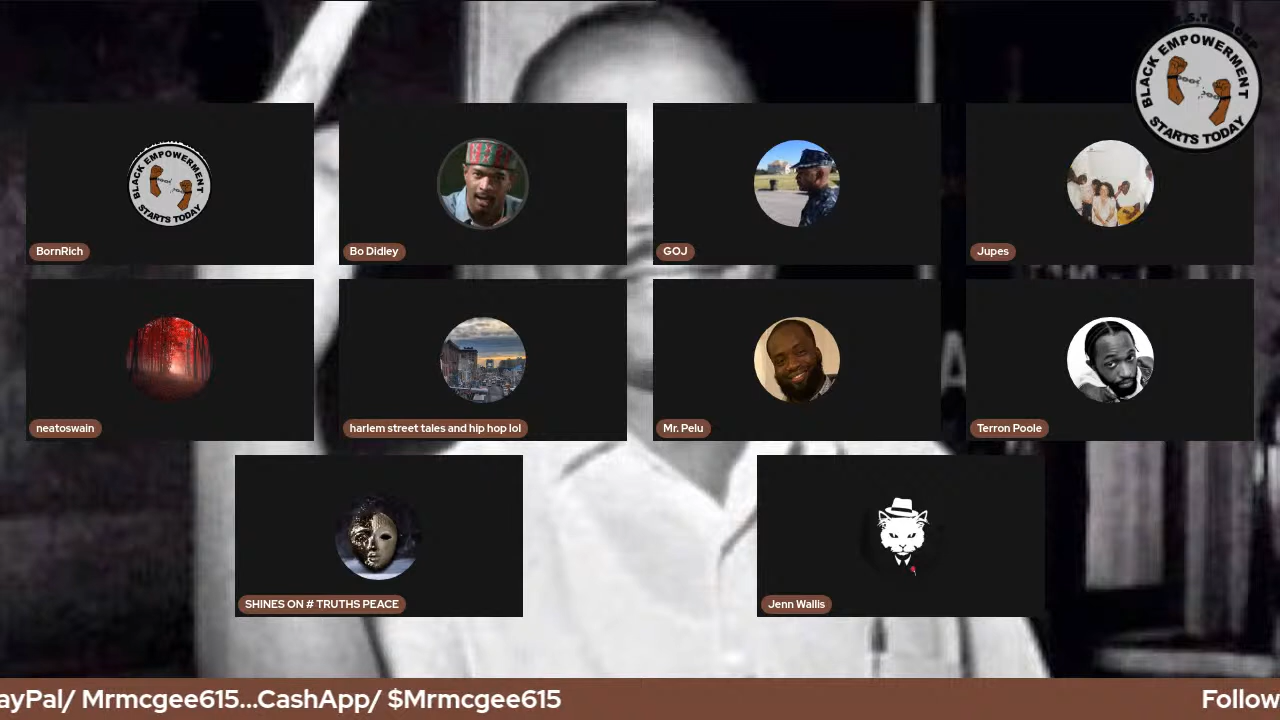 BLACK EMPOWERMENT
STARTS TODAY
BLACK EMPOWERMENT
STARTS TODAY
BornRich
Bo Didley
GOJ
Jupes
neatoswain
harlem street tales and hip hop lol
Mr. Pelu
Terron Poole
SHINES ON # TRUTHS PEACE
Jenn Wallis
ayPal/ Mrmcgee615...CashApp/ $Mrmcgee615
Follow